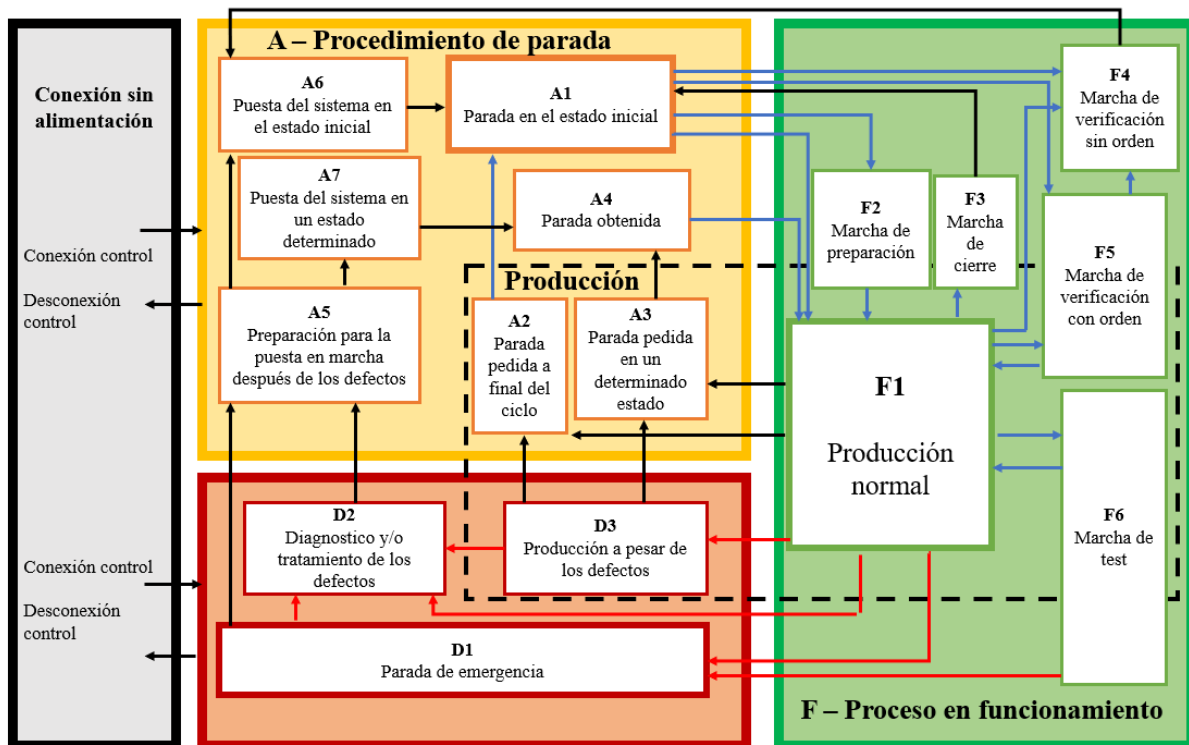 Conexión sin
alimentación
Conexión control
Desconexión
control
Conexión control
Desconexión
control
A – Procedimiento de parada
A6
Puesta del sistema en
el estado inicial
A1
Parada en el estado inicial
A7
Puesta del sistema en
un estado
determinado
A4
Parada obtenida
Producción
A5
Preparación para la
puesta en marcha
después de los defectos
A2
Parada
pedida a
final del
ciclo
A3
Parada pedida
en un
determinado
estado
D2
Diagnostico y/o
tratamiento de los
defectos
D3
Producción a pesar de
los defectos
D1
Parada de emergencia
F4
Marcha de
verificación
sin orden
F2
Marcha de
preparación
F3
Marcha
de
cierre
F5
Marcha de
verificación
con orden
F1
Producción
normal
F6
Marcha de
test
F – Proceso en funcionamiento